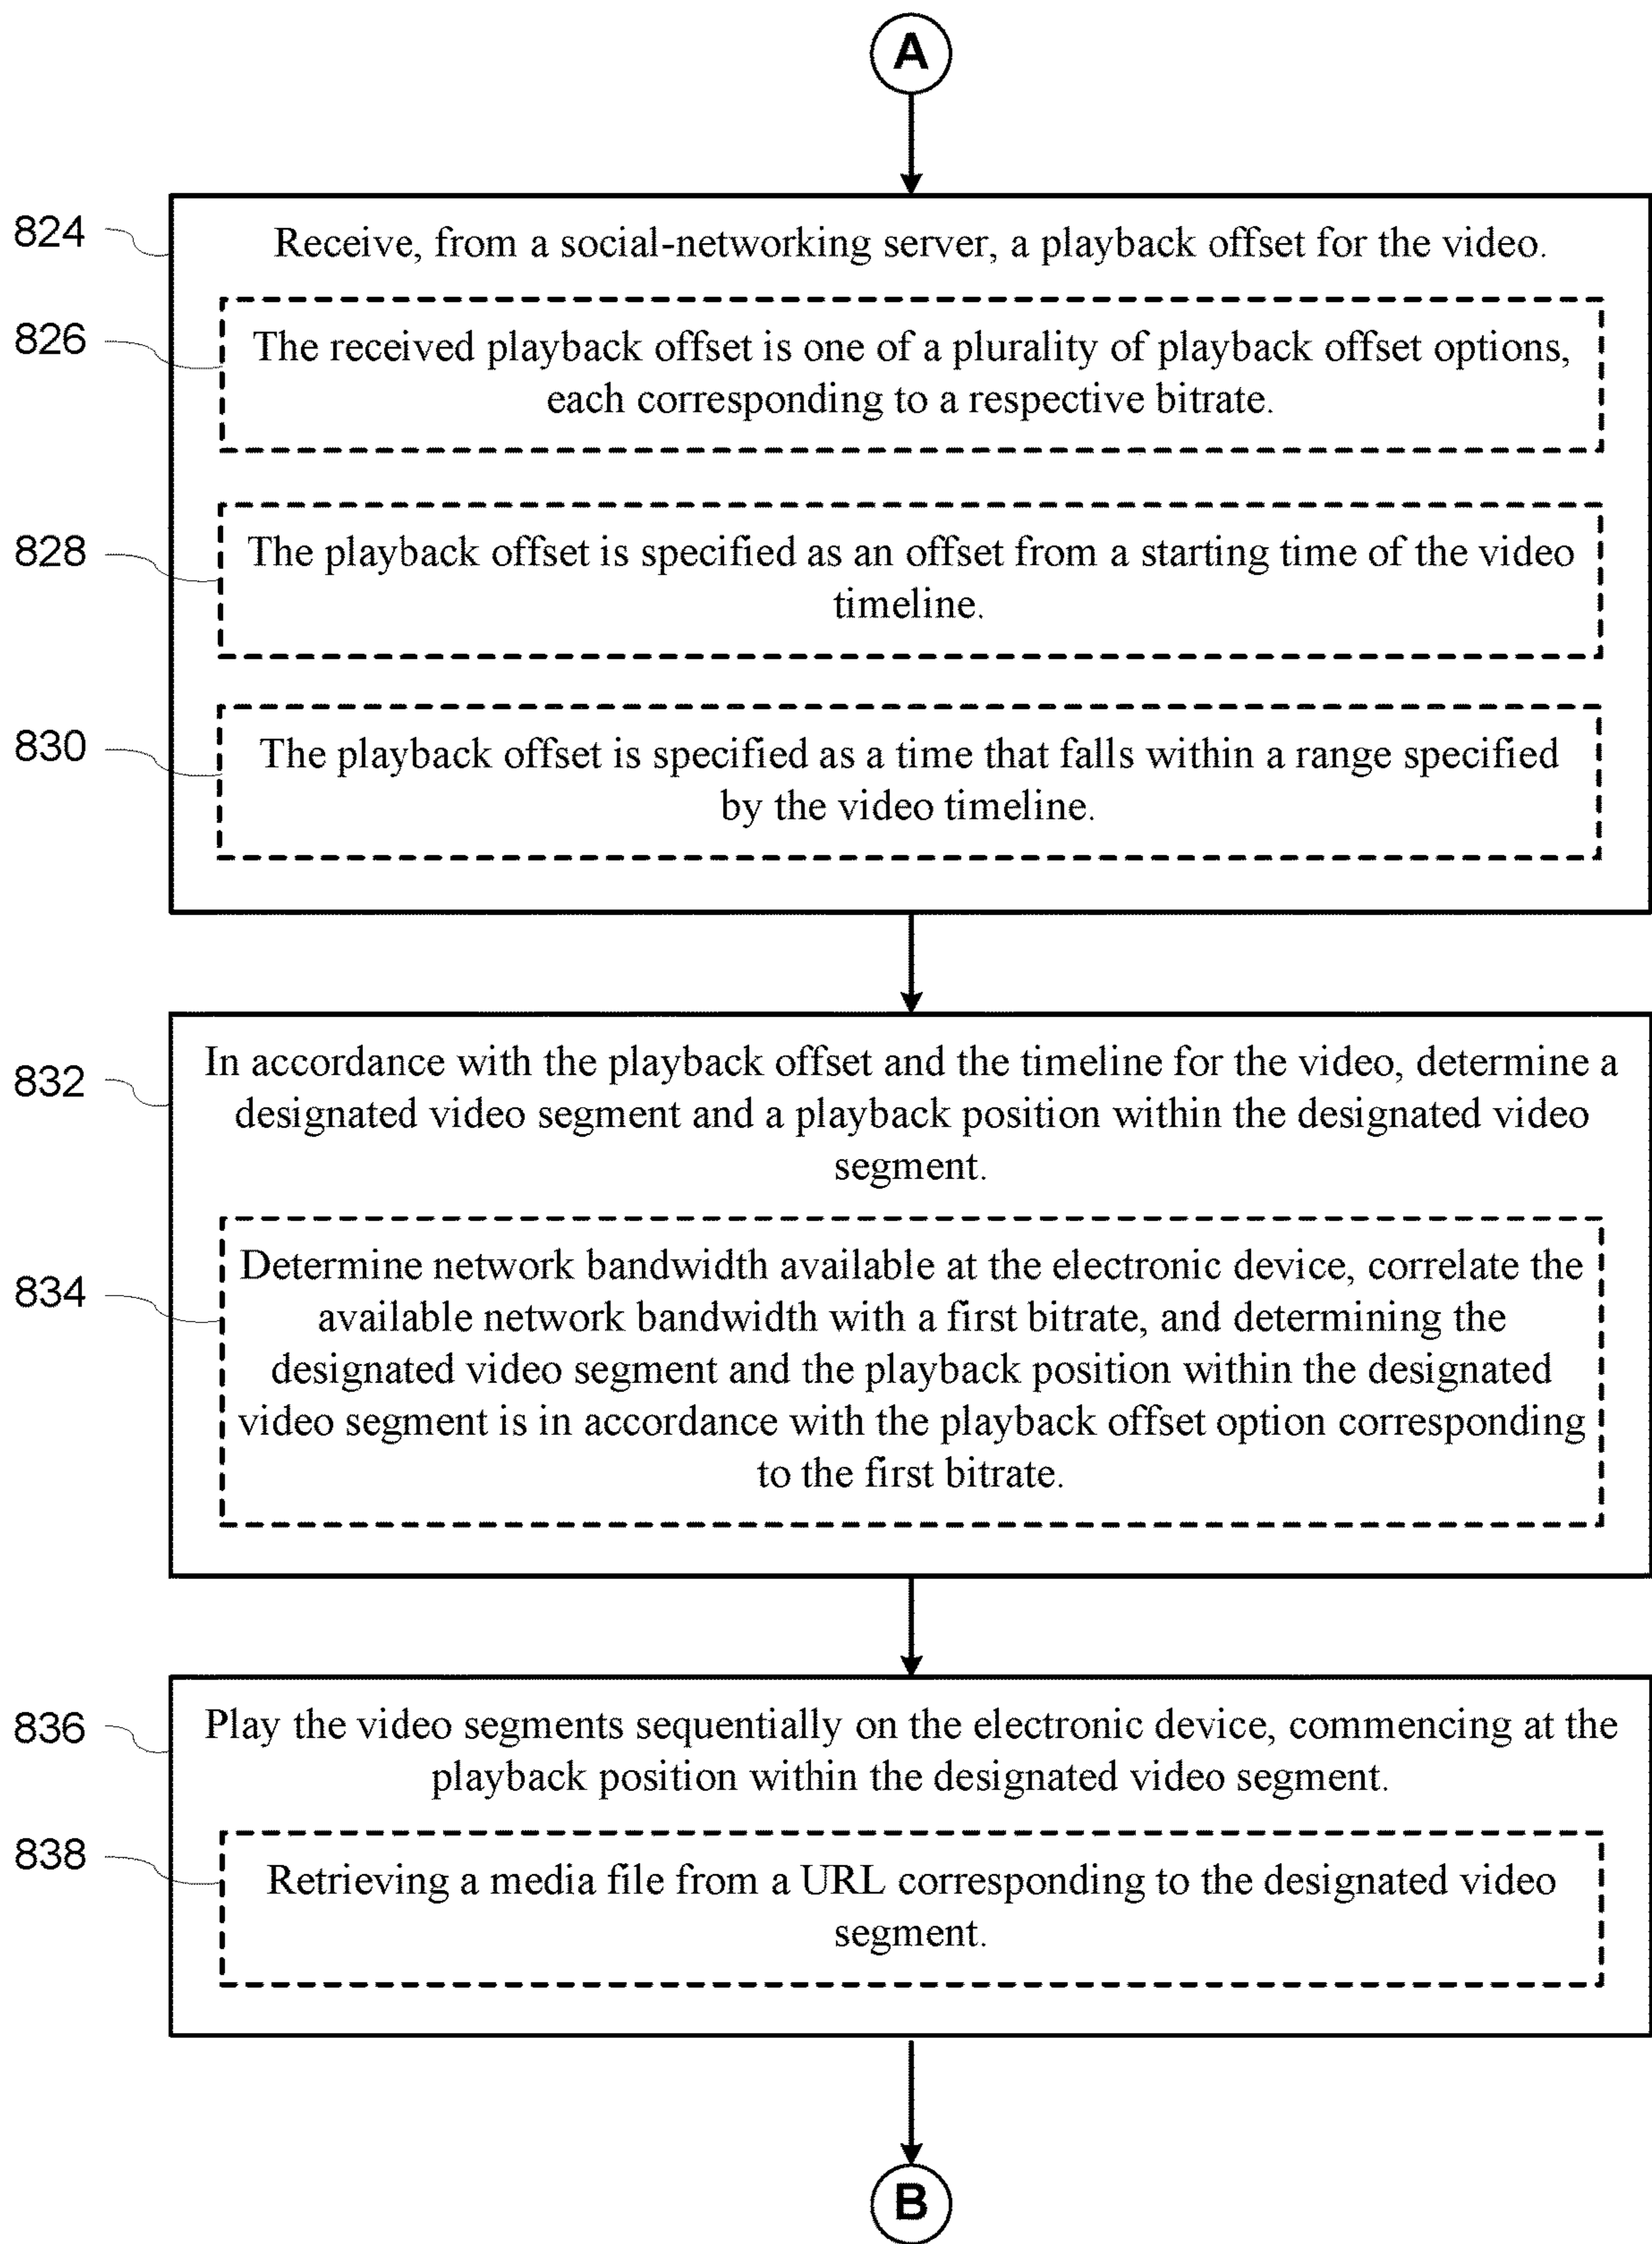 A
824
Receive, from a social-networking server, a playback offset for the video.
826
The received playback offset is one of a plurality of playback offset options,
each corresponding to a respective bitrate.
828
The playback offset is specified as an offset from a starting time of the video
timeline.
830
The playback offset is specified as a time that falls within a range specified
by the video timeline.
832
In accordance with the playback offset and the timeline for the video, determine a
designated video segment and a playback position within the designated video
segment.
834
Determine network bandwidth available at the electronic device, correlate the
available network bandwidth with a first bitrate, and determining the
designated video segment and the playback position within the designated
video segment is in accordance with the playback offset option corresponding
to the first bitrate.
836
Play the video segments sequentially on the electronic device, commencing at the
playback position within the designated video segment.
838
Retrieving a media file from a URL corresponding to the designated video
segment.
B